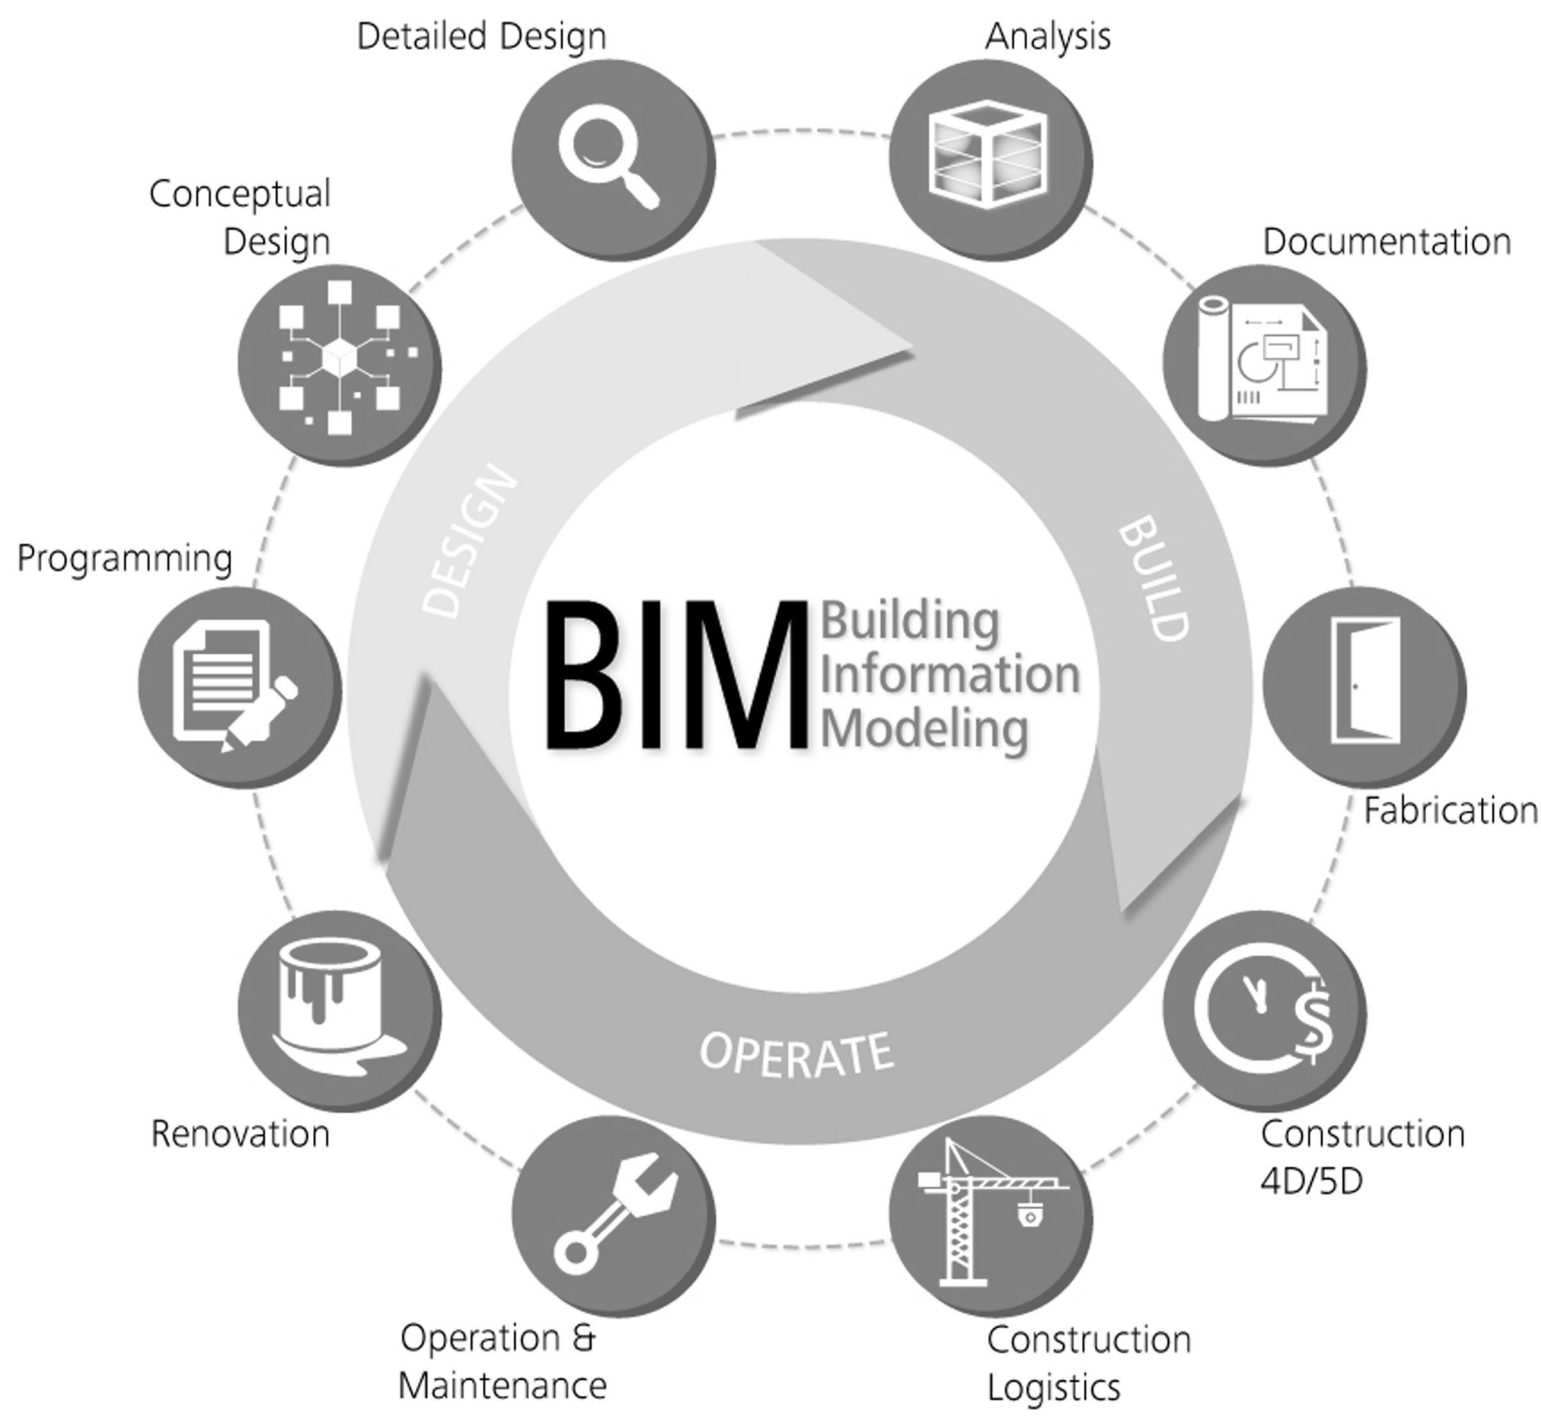 Detailed Design
Analysis
Conceptual
Design
Documentation
DESIGN
BUILD
Programming
BIM
Building
Information
Modeling
Fabrication
OPERATE
Renovation
Construction
4D/5D
Operation &
Maintenance
Construction
Logistics
$